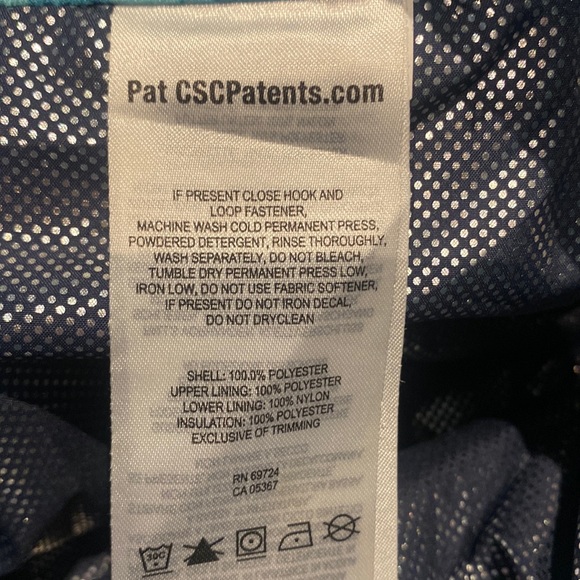 Pat CSCPatents.com
IF PRESENT CLOSE HOOK AND
LOOP FASTENER,
MACHINE WASH COLD PERMANENT PRESS,
POWDERED DETERGENT, RINSE THOROUGHLY,
WASH SEPARATELY, DO NOT BLEACH,
TUMBLE DRY PERMANENT PRESS LOW,
IRON LOW, DO NOT USE FABRIC SOFTENER,
IF PRESENT DO NOT IRON DECAL.
DO NOT DRYCLEAN
SHELL: 100.0% POLYESTER
UPPER LINING: 100% POLYESTER
LOWER LINING: 100% NYLON
INSULATION: 100% POLYESTER
EXCLUSIVE OF TRIMMING
RN 69724
CA 05367
30C